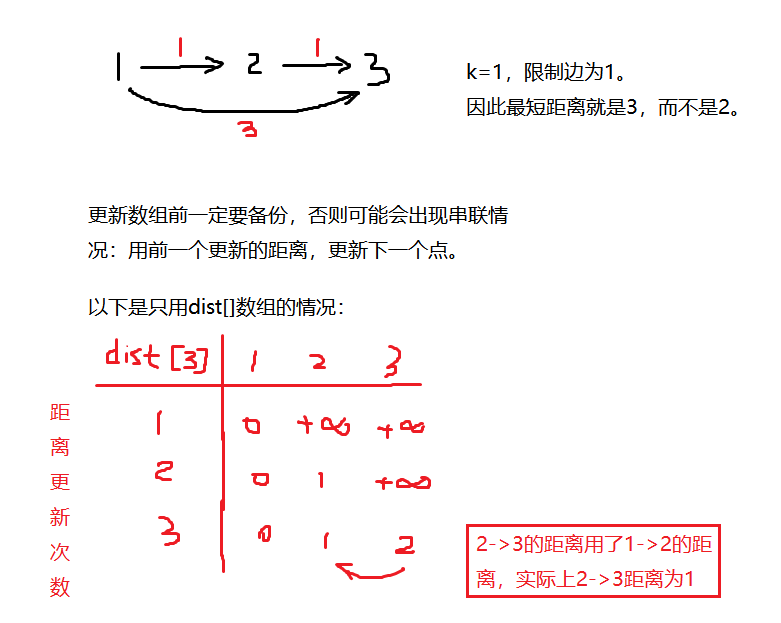 1 1
1 2 3
3
k=1，限制边为1。
因此最短距离就是3，而不是2。
更新数组前一定要备份，否则可能会出现串联情
况：用前一个更新的距离，更新下一个点。
以下是只用dist[]数组的情况：
dist[3] 1 2 3
1 0 +∞ +∞
2 0 1 +∞
3 0 1 2
距
离
更
新
次
数
2->3的距离用了1->2的距
离，实际上2->3距离为1